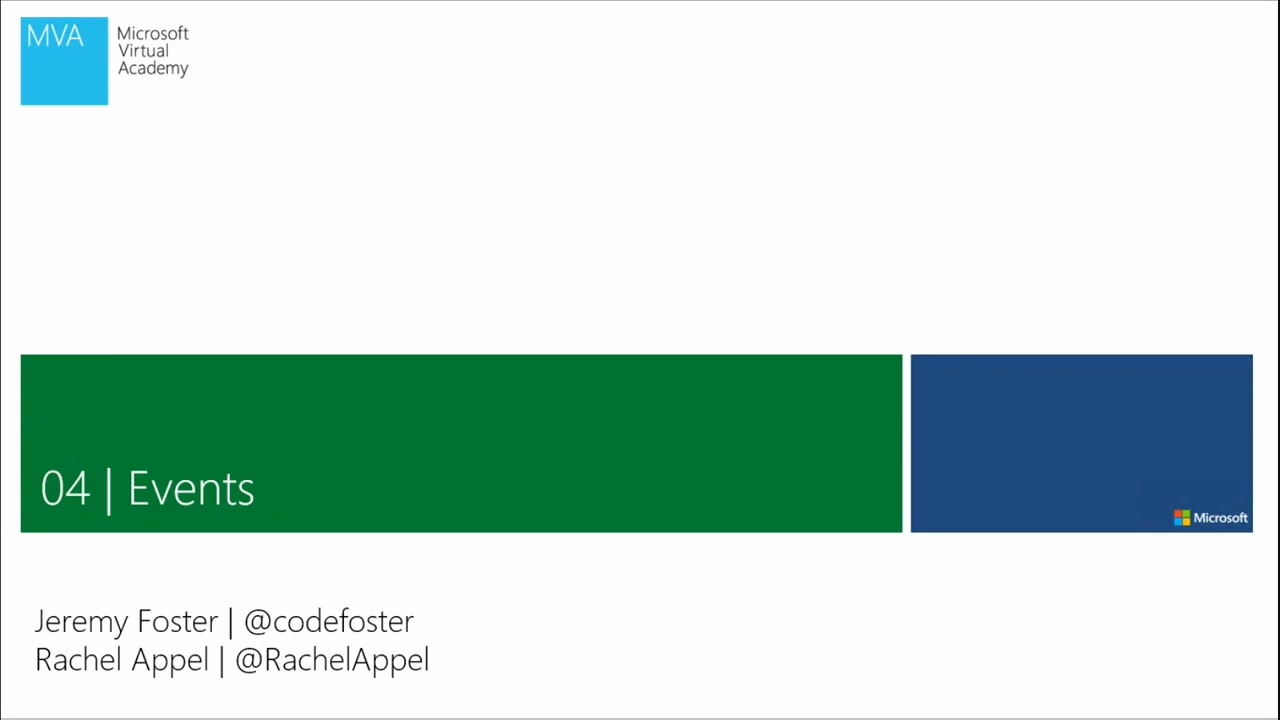 MVA
Microsoft
Virtual
Academy
04 | Events
Microsoft
Jeremy Foster | @codefoster
Rachel Appel | @RachelAppel